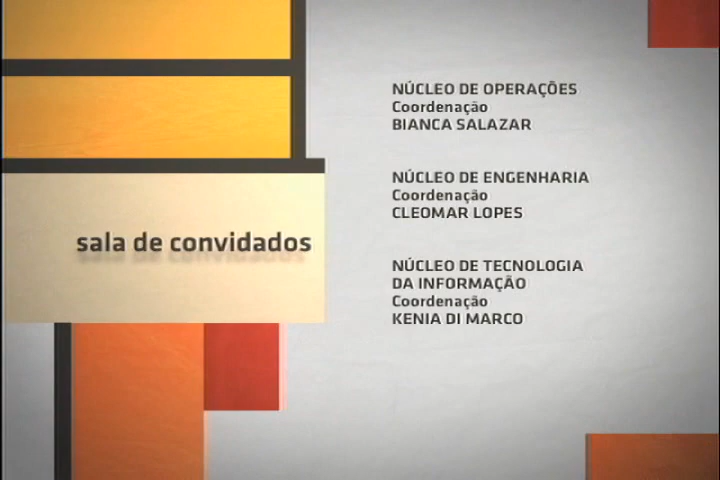 sala de convidados
NÚCLEO DE OPERAÇÕES
Coordenação
BIANCA SALAZAR
NÚCLEO DE ENGENHARIA
Coordenação
CLEOMAR LOPES
NÚCLEO DE TECNOLOGIA
DA INFORMAÇÃO
Coordenação
KENIA DI MARCO